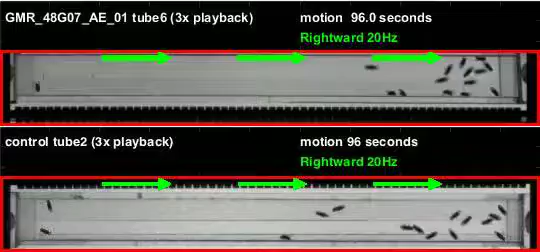 GMR_48G07_AE_01 tube6 (3x playback)
motion  96.0 seconds
Rightward 20Hz
control tube2 (3x playback)
motion 96 seconds
Rightward 20Hz